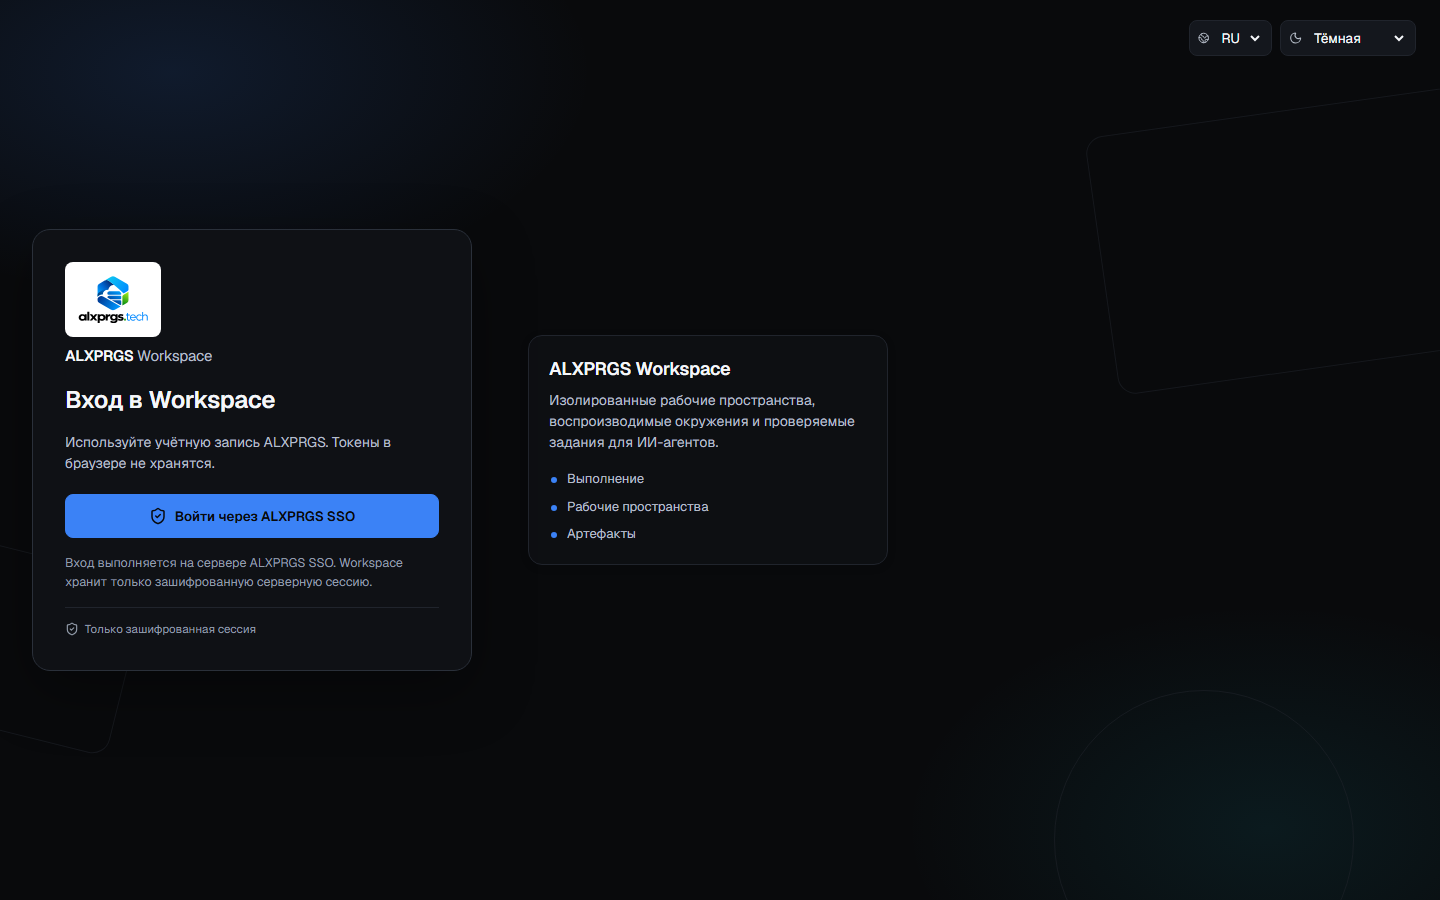 RU
Тёмная
alxprgs.tech
ALXPRGS Workspace
Вход в Workspace
Используйте учётную запись ALXPRGS. Токены в
браузере не хранятся.
Войти через ALXPRGS SSO
Вход выполняется на сервере ALXPRGS SSO. Workspace
хранит только зашифрованную серверную сессию.
Только зашифрованная сессия
ALXPRGS Workspace
Изолированные рабочие пространства,
воспроизводимые окружения и проверяемые
задания для ИИ-агентов.
Выполнение
Рабочие пространства
Артефакты